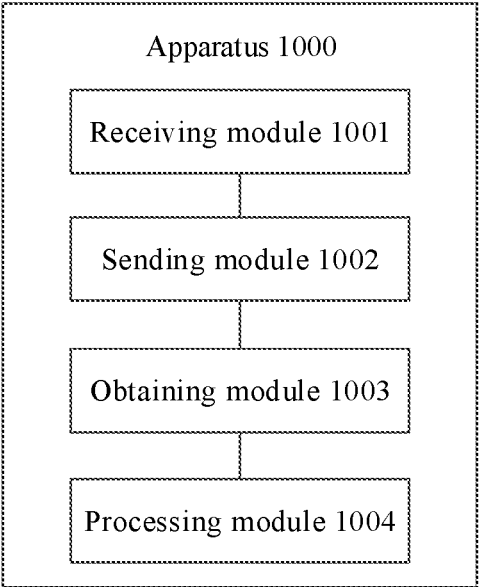 Apparatus 1000
Receiving module 1001
Sending module 1002
Obtaining module 1003
Processing module 1004